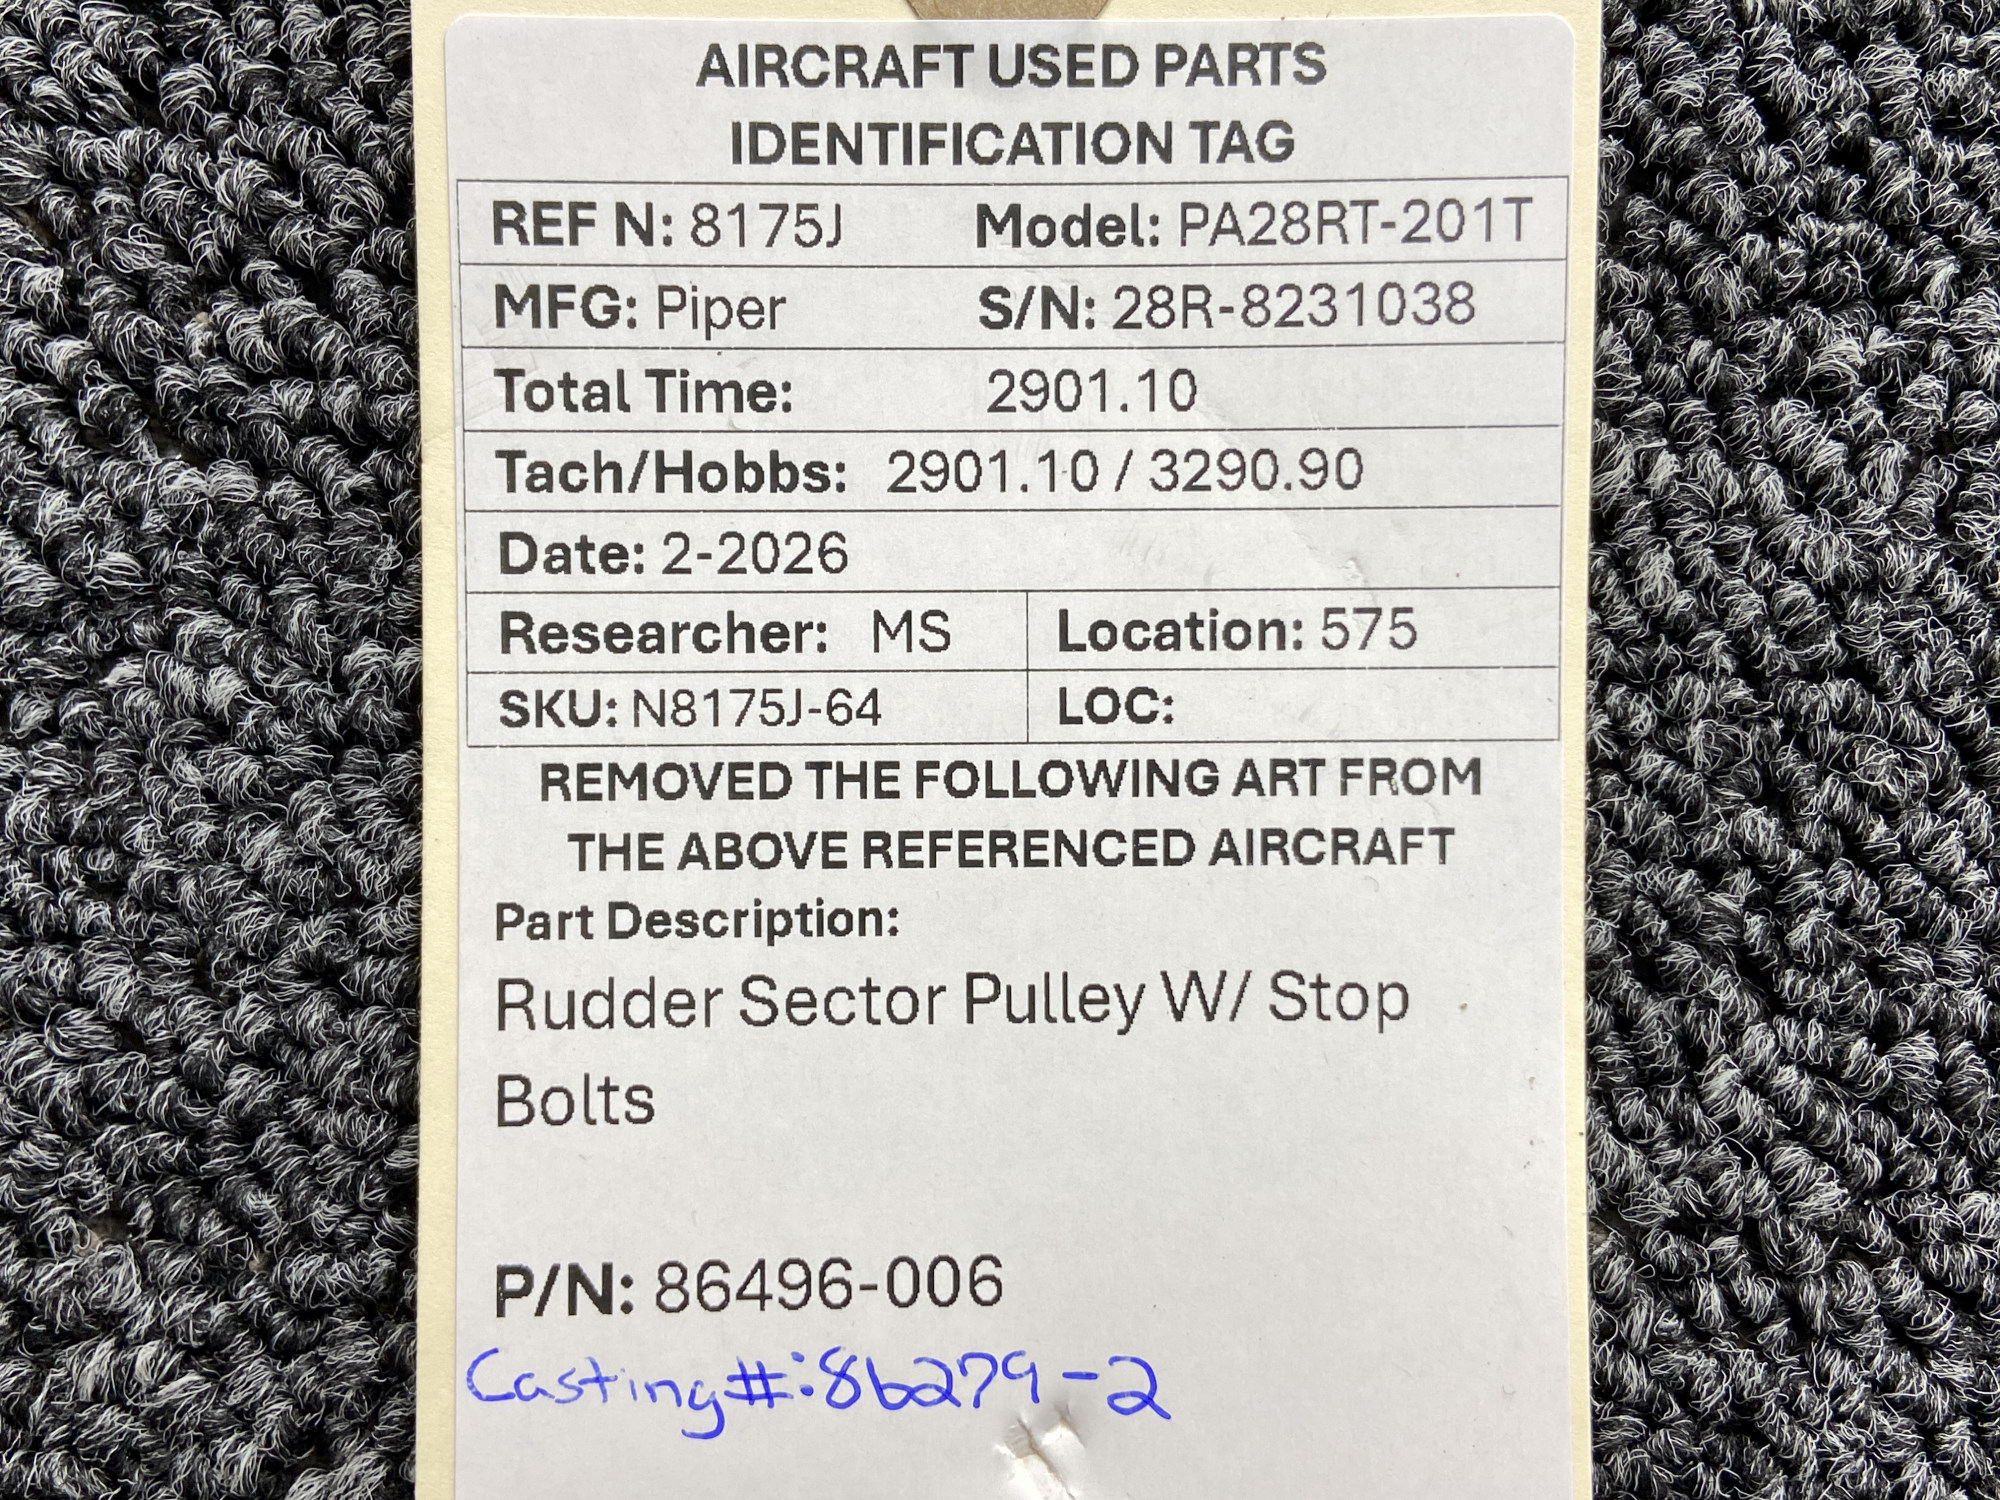 AIRCRAFT USED PARTS
IDENTIFICATION TAG
REF N: 8175J Model: PA28RT-201T
MFG: Piper S/N: 28R-8231038
Total Time: 2901.10
Tach/Hobbs: 2901.10 / 3290.90
Date: 2-2026
Researcher: MS Location: 575
SKU: N8175J-64 LOC:
REMOVED THE FOLLOWING ART FROM
THE ABOVE REFERENCED AIRCRAFT
Part Description:
Rudder Sector Pulley W/ Stop
Bolts
P/N: 86496-006
Casting#:86279-2